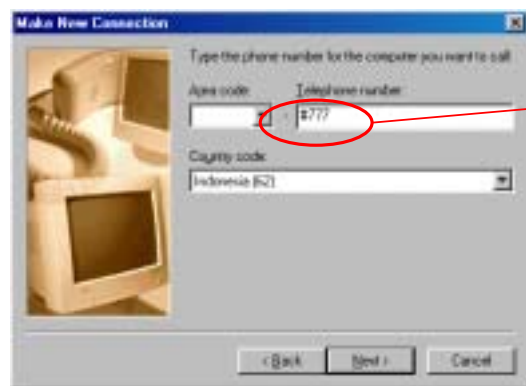 Make New Connection
Type the phone number for the computer you want to call
Area code: Telephone number:
- #777
Country code:
Indonesia (62)
< Back Next > Cancel